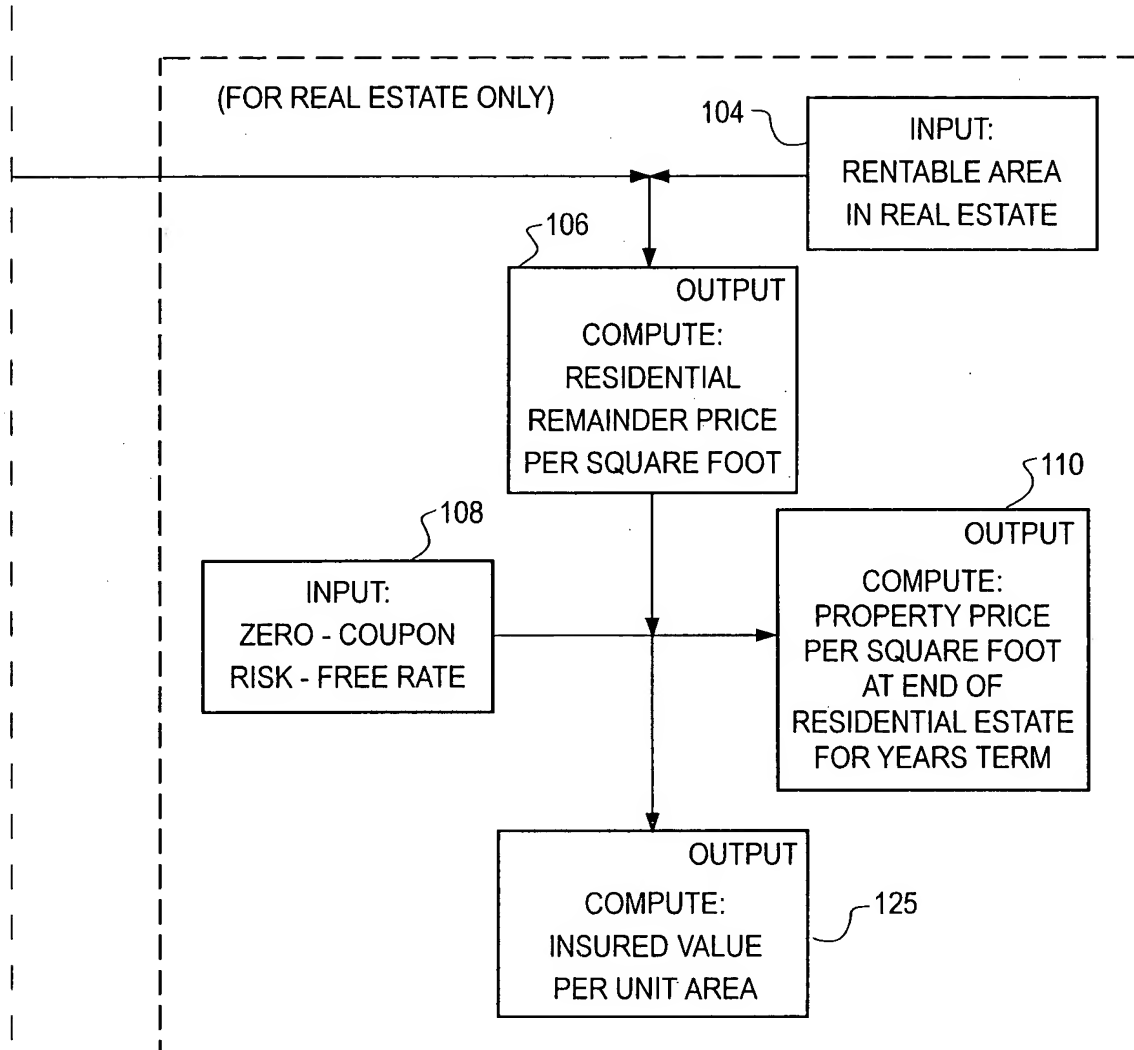 (FOR REAL ESTATE ONLY)
104
INPUT:
RENTABLE AREA
IN REAL ESTATE
106
OUTPUT
COMPUTE:
RESIDENTIAL
REMAINDER PRICE
PER SQUARE FOOT
108
INPUT:
ZERO - COUPON
RISK - FREE RATE
110
OUTPUT
COMPUTE:
PROPERTY PRICE
PER SQUARE FOOT
AT END OF
RESIDENTIAL ESTATE
FOR YEARS TERM
OUTPUT
COMPUTE:
INSURED VALUE
PER UNIT AREA
125